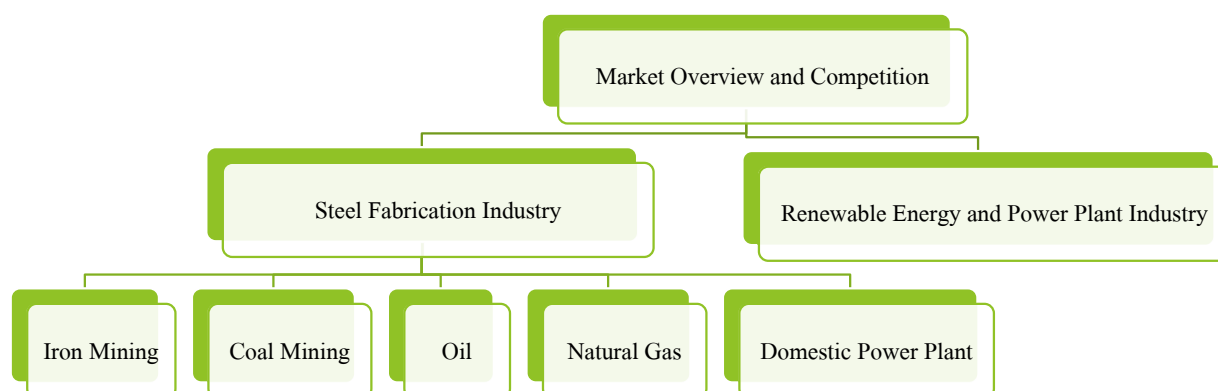 Market Overview and Competition
Steel Fabrication Industry
Renewable Energy and Power Plant Industry
Iron Mining
Coal Mining
Oil
Natural Gas
Domestic Power Plant